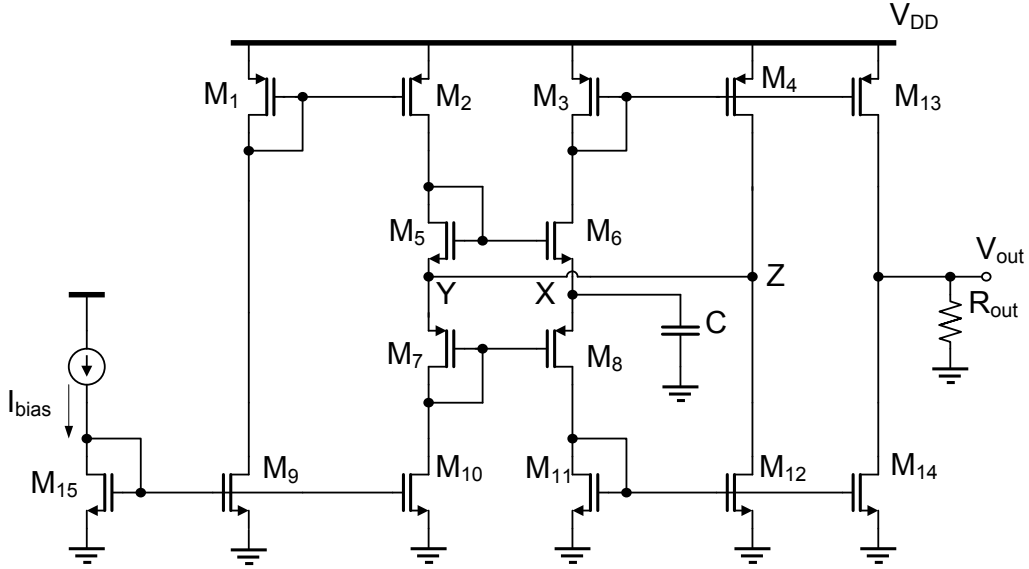 V_DD
M_1
M_2
M_3
M_4
M_13
M_5
M_6
V_out
Y
X
Z
R_out
C
M_7
M_8
I_bias
M_15
M_9
M_10
M_11
M_12
M_14